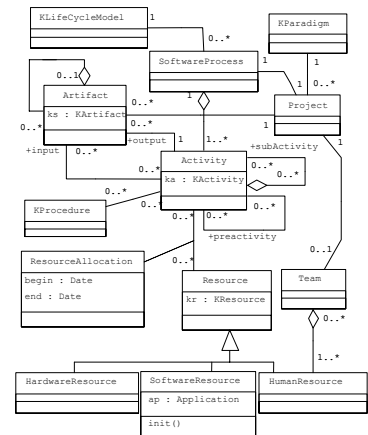 KLifeCycleModel
1
KParadigm
0..*
SoftwareProcess
1
1
0..1
1
0..*
Artifact
ks : KArtifact
0..*
1
Project
0..*
+output
1
1..*
1
+subActivity
+input
0..*
Activity
0..*
0..*
ka : KActivity
0..*
0..*
KProcedure
0..*
0..*
0..*
+preactivity
ResourceAllocation
begin : Date
end : Date
0..*
0..1
Resource
kr : KResource
Team
0..*
1..*
HardwareResource
SoftwareResource
ap : Application
init()
HumanResource